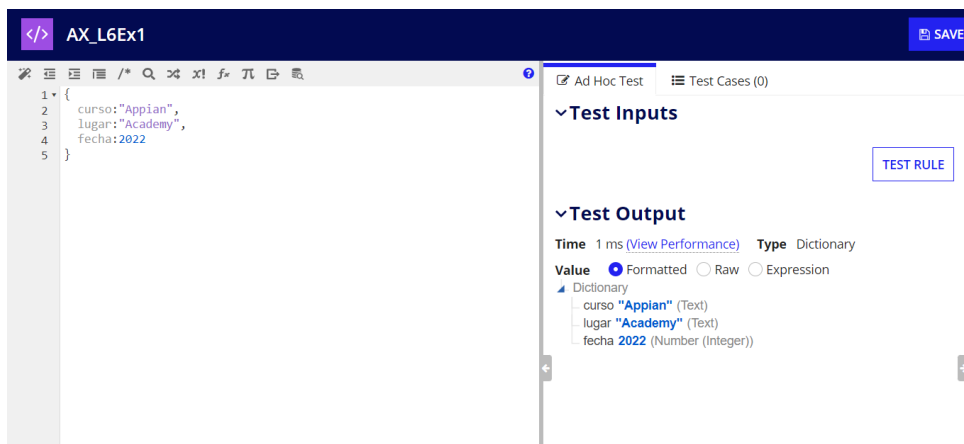 </> AX_L6Ex1
SAVE
/* x! fx π
?
Ad Hoc Test Test Cases (0)
1 {
2 curso:"Appian",
3 lugar:"Academy",
4 fecha:2022
5 }
Test Inputs
TEST RULE
Test Output
Time 1 ms (View Performance) Type Dictionary
Value Formatted Raw Expression
Dictionary
curso "Appian" (Text)
lugar "Academy" (Text)
fecha 2022 (Number (Integer))